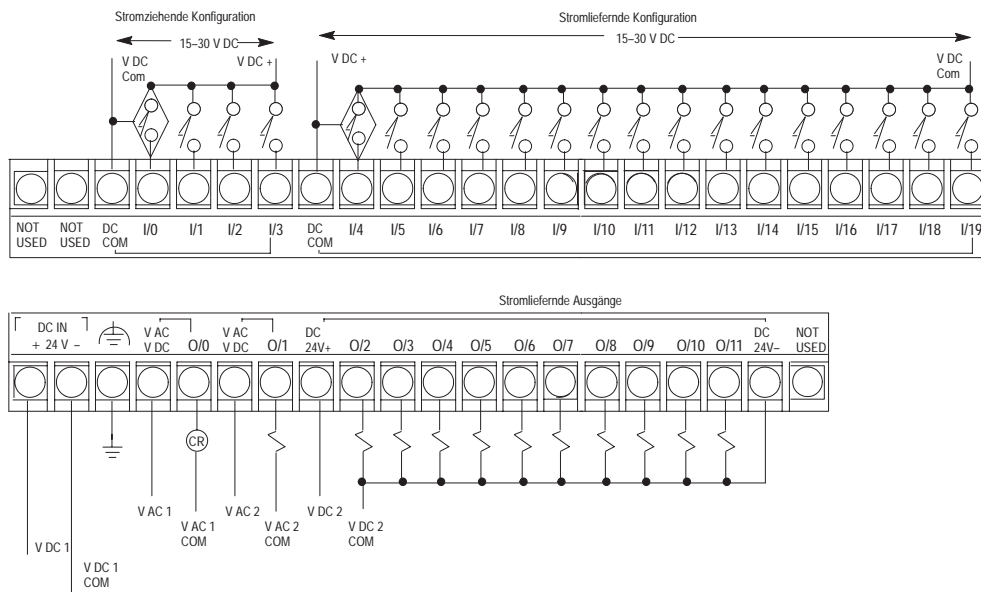 Stromziehende Konfiguration
Stromliefernde Konfiguration
15–30 V DC
15–30 V DC
V DC
Com
V DC +
V DC +
V DC
Com
NOT
USED
NOT
USED
DC
COM
I/0
I/1
I/2
I/3
DC
COM
I/4
I/5
I/6
I/7
I/8
I/9
I/10
I/11
I/12
I/13
I/14
I/15
I/16
I/17
I/18
I/19
Stromliefernde Ausgänge
DC IN
+ 24 V –
V AC
V DC
O/0
V AC
V DC
O/1
DC
24V+
O/2
O/3
O/4
O/5
O/6
O/7
O/8
O/9
O/10
O/11
DC
24V–
NOT
USED
CR
V AC 1
V AC 1
COM
V AC 2
V AC 2
COM
V DC 2
V DC 2
COM
V DC 1
V DC 1
COM